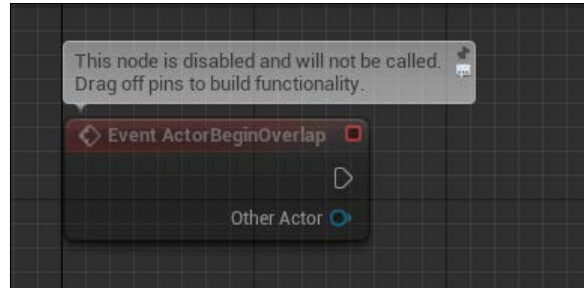 This node is disabled and will not be called.
Drag off pins to build functionality.
Event ActorBeginOverlap
Other Actor